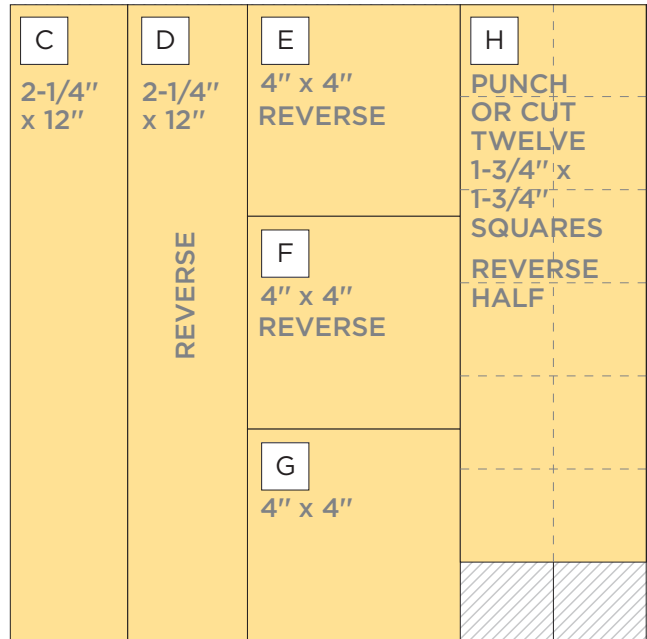 C
2-1/4"
x 12"
D
2-1/4"
x 12"
REVERSE
E
4" x 4"
REVERSE
F
4" x 4"
REVERSE
G
4" x 4"
H
PUNCH
OR CUT
TWELVE
1-3/4" x
1-3/4"
SQUARES
REVERSE
HALF